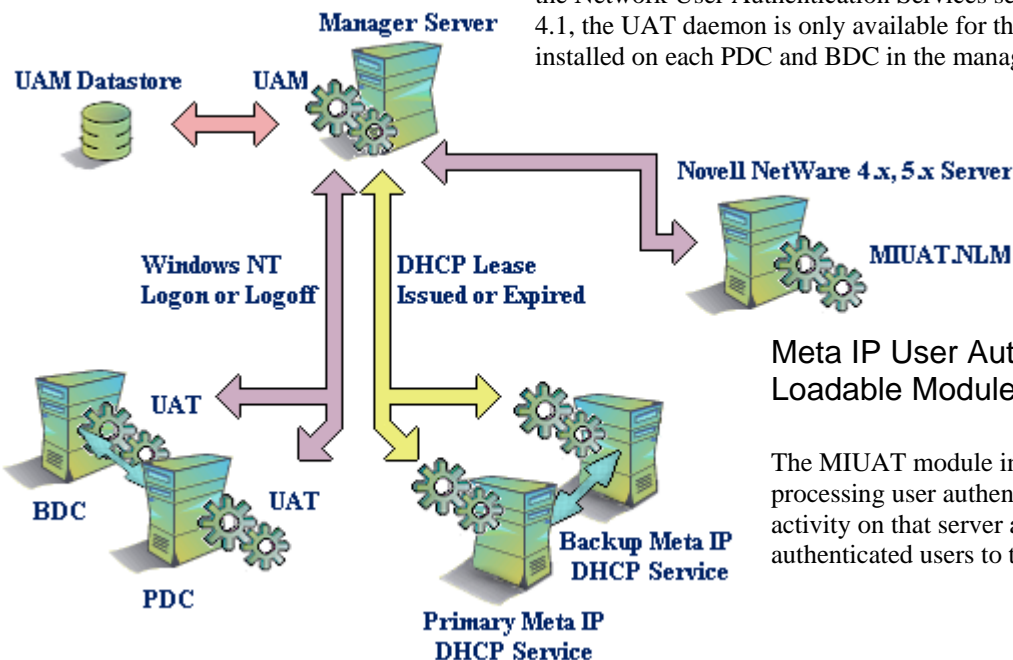 the Network User Authentication Services se
4.1, the UAT daemon is only available for th
installed on each PDC and BDC in the manag
Manager Server
UAM Datastore
UAM
Novell NetWare 4.x, 5.x Server
MIUAT.NLM
Windows NT
Logon or Logoff
DHCP Lease
Issued or Expired
Meta IP User Aut
Loadable Module
UAT
BDC
UAT
PDC
The MIUAT module in
processing user authen
activity on that server a
authenticated users to t
Backup Meta IP
DHCP Service
Primary Meta IP
DHCP Service